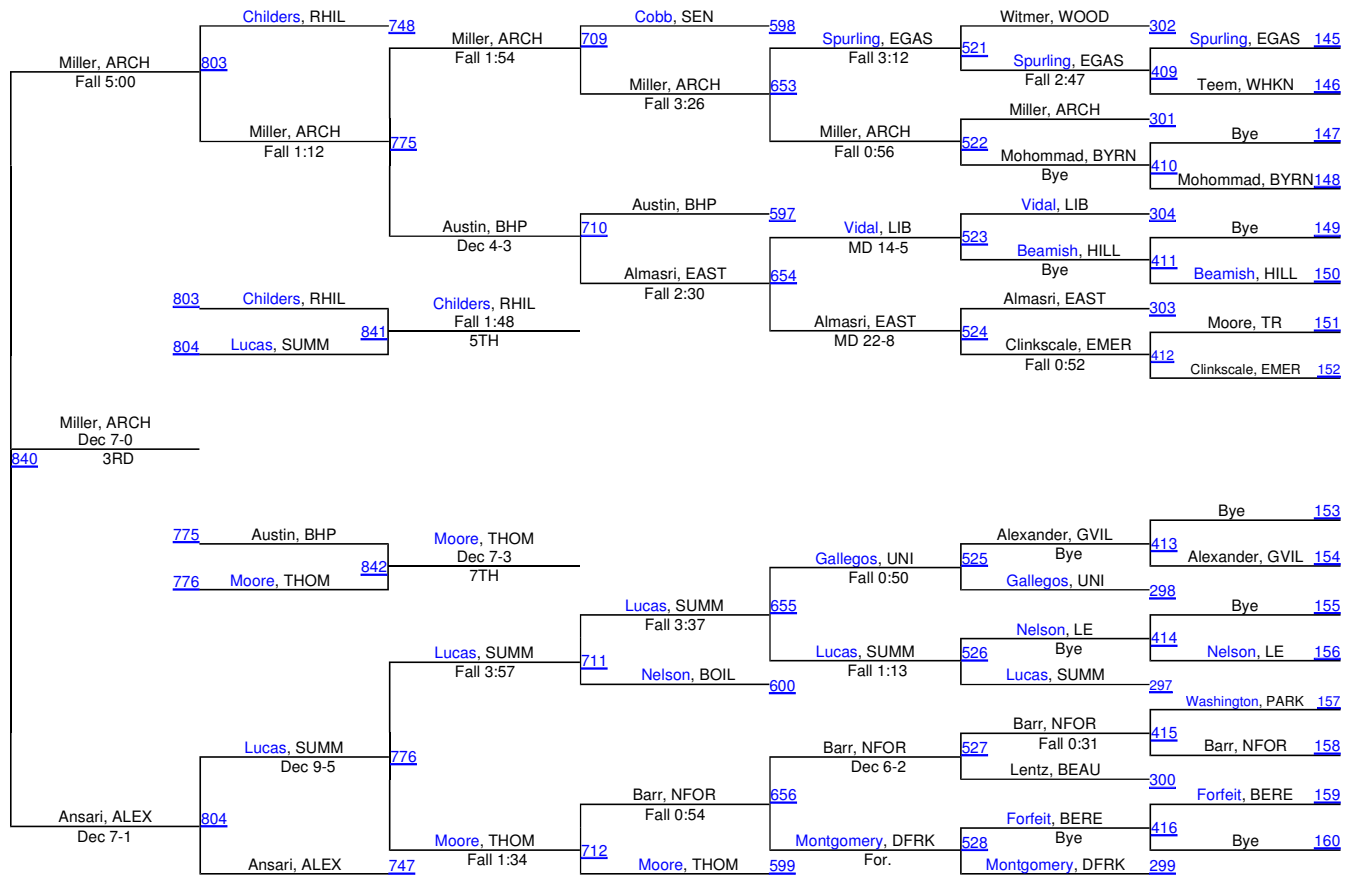 Childers, RHIL 748 Cobb, SEN 598 Witmer, WOOD 302
Miller, ARCH 709 Spurling, EGAS 521 Spurling, EGAS 145
Fall 1:54 Fall 3:12
Miller, ARCH 803 Spurling, EGAS 409
Fall 5:00 Fall 2:47
Miller, ARCH 653 Teem, WHKN 146
Fall 3:26
Miller, ARCH 301
Miller, ARCH 775 Miller, ARCH 522 Bye 147
Fall 1:12 Fall 0:56
Mohommad, BYRN 410
Bye
Mohommad, BYRN 148
Austin, BHP 597 Vidal, LIB 304
Austin, BHP 710 Vidal, LIB 523 Bye 149
Dec 4-3 MD 14-5
Beamish, HILL 411
Bye
Almasri, EAST 654 Beamish, HILL 150
Fall 2:30
803 Childers, RHIL Childers, RHIL Almasri, EAST 303
Fall 1:48
841 Almasri, EAST 524 Moore, TR 151
5TH MD 22-8
804 Lucas, SUMM Clinkscale, EMER 412
Fall 0:52
Clinkscale, EMER 152
Miller, ARCH
Dec 7-0
840 3RD
Bye 153
775 Austin, BHP Moore, THOM Alexander, GVIL 413
Dec 7-3 Bye
842 Gallegos, UNI 525 Alexander, GVIL 154
7TH Fall 0:50
776 Moore, THOM Gallegos, UNI 298
Lucas, SUMM 655 Bye 155
Fall 3:37
Nelson, LE 414
Bye
Lucas, SUMM 711 Lucas, SUMM 526 Nelson, LE 156
Fall 3:57 Fall 1:13
Nelson, BOIL 600 Lucas, SUMM 297
Washington, PARK 157
Barr, NFOR 415
Fall 0:31
Lucas, SUMM 776 Barr, NFOR 527 Barr, NFOR 158
Dec 9-5 Dec 6-2
Lentz, BEAU 300
Barr, NFOR 656 Forfeit, BERE 159
Fall 0:54
Ansari, ALEX 804 Forfeit, BERE 416
Dec 7-1 Bye
Moore, THOM 712 Montgomery, DFRK 528 Bye 160
Fall 1:34 For.
Ansari, ALEX 747 Moore, THOM 599 Montgomery, DFRK 299